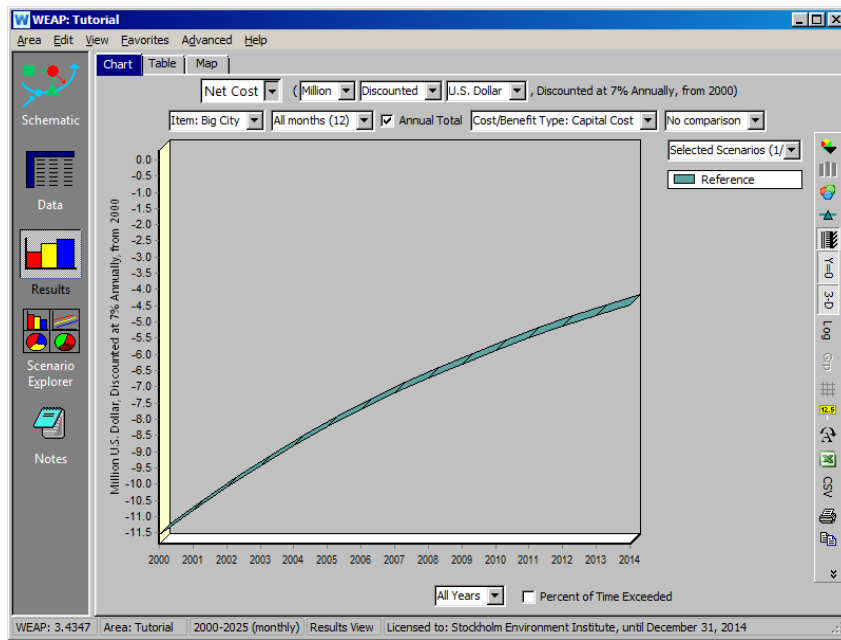 WEAP: Tutorial
Area Edit View Favorites Advanced Help
Chart Table Map
Net Cost ( Million Discounted U.S. Dollar , Discounted at 7% Annually, from 2000)
Item: Big City All months (12) Annual Total Cost/Benefit Type: Capital Cost No comparison
Selected Scenarios (1/
Reference
Schematic
Data
Results
Scenario
Explorer
Notes
Million U.S. Dollar, Discounted at 7% Annually, from 2000
0.0
-0.5
-1.0
-1.5
-2.0
-2.5
-3.0
-3.5
-4.0
-4.5
-5.0
-5.5
-6.0
-6.5
-7.0
-7.5
-8.0
-8.5
-9.0
-9.5
-10.0
-10.5
-11.0
-11.5
2000 2001 2002 2003 2004 2005 2006 2007 2008 2009 2010 2011 2012 2013 2014
Y=0
3-D
Log
Grp
12.5
CSV
All Years Percent of Time Exceeded
WEAP: 3.4347 Area: Tutorial 2000-2025 (monthly) Results View Licensed to: Stockholm Environment Institute, until December 31, 2014